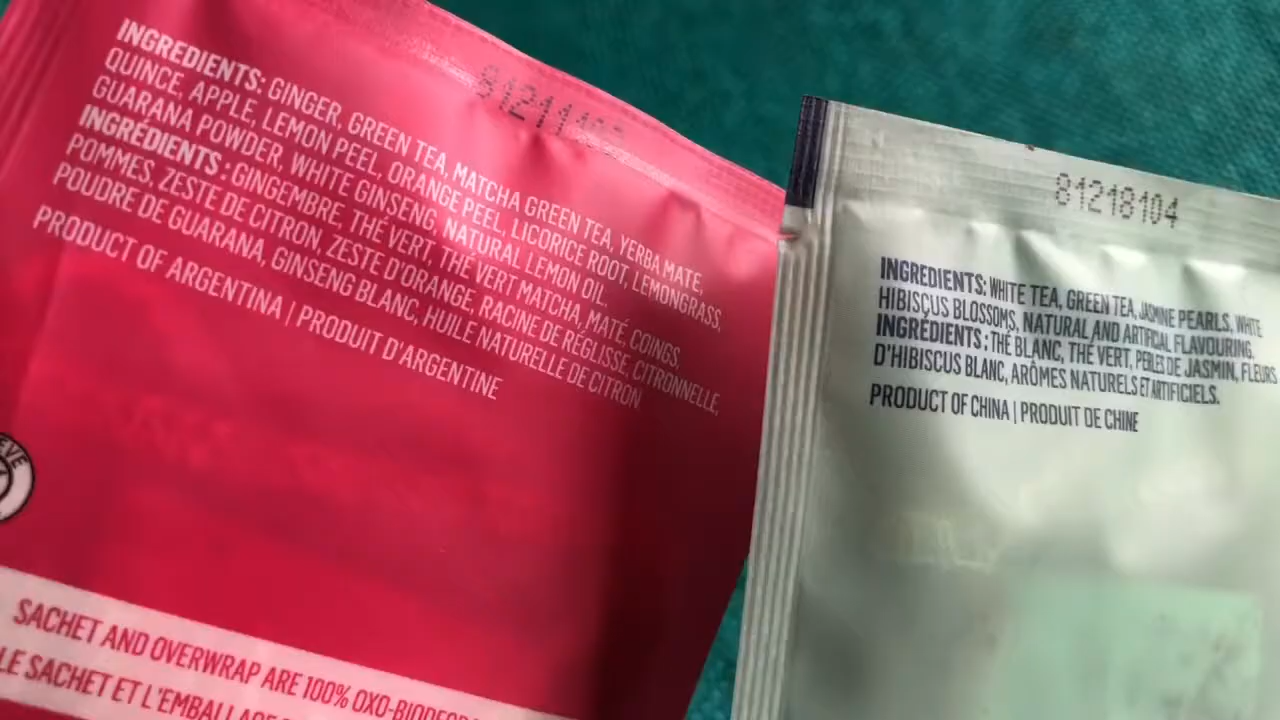 INGREDIENTS: GINGER, GREEN TEA, MATCHA GREEN TEA, YERBA MATE,
QUINCE, APPLE, LEMON PEEL, ORANGE PEEL, LICORICE ROOT, LEMONGRASS,
GUARANA POWDER, WHITE GINSENG, NATURAL LEMON OIL.
INGRÉDIENTS : GINGEMBRE, THÉ VERT, THÉ VERT MATCHA, MATÉ, COINGS,
POMMES, ZESTE DE CITRON, ZESTE D'ORANGE, RACINE DE RÉGLISSE, CITRONNELLE,
POUDRE DE GUARANA, GINSENG BLANC, HUILE NATURELLE DE CITRON
PRODUCT OF ARGENTINA | PRODUIT D'ARGENTINE
SACHET AND OVERWRAP ARE 100%
LE SACHET ET
81218104
INGREDIENTS: WHITE TEA, GREEN TEA, JASMINE PEARLS, WHITE
HIBISCUS BLOSSOMS, NATURAL AND ARTIFICIAL FLAVOURING.
INGRÉDIENTS : THÉ BLANC, THÉ VERT, PERLES DE JASMIN, FLEURS
D'HIBISCUS BLANC, ARÔMES NATURELS ET ARTIFICIELS.
PRODUCT OF CHINA | PRODUIT DE CHINE